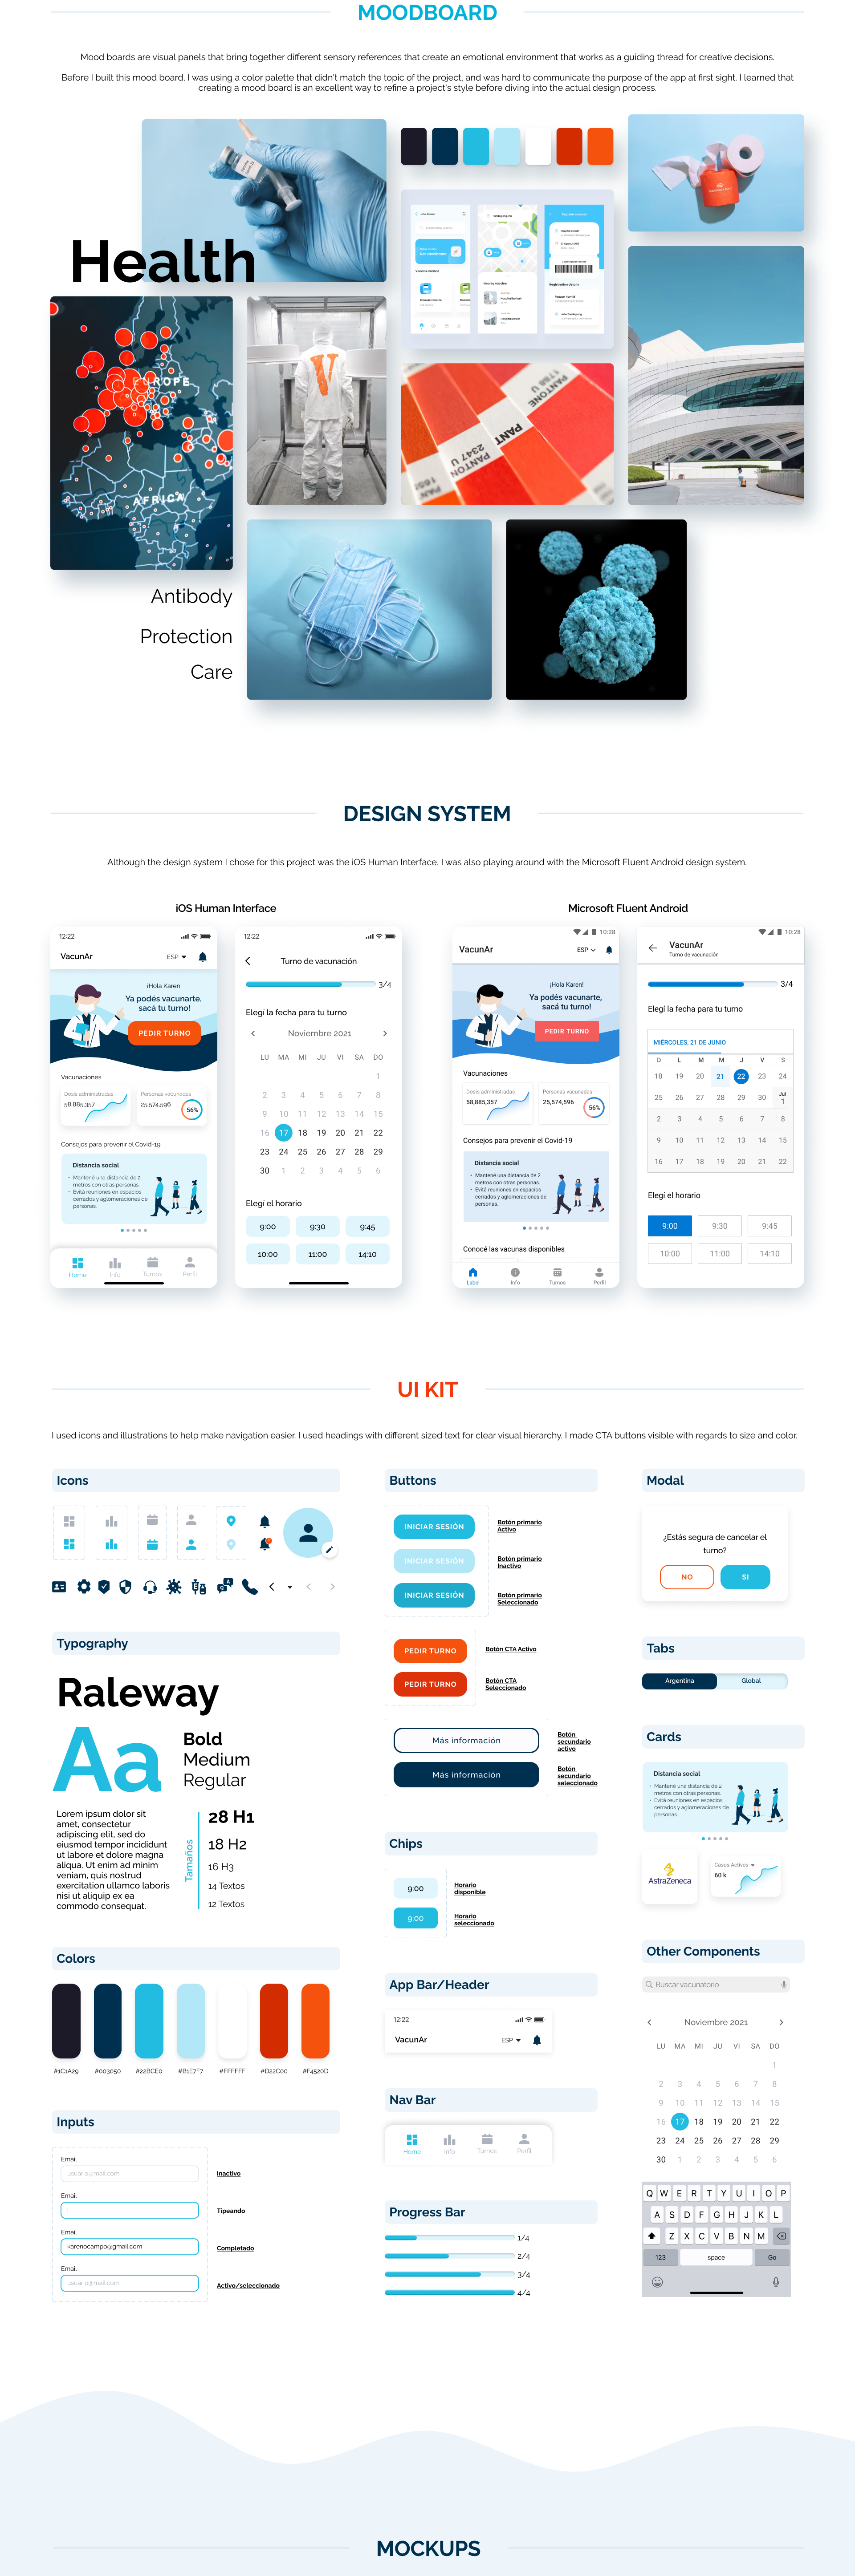 MOODBOARD
Mood boards are visual panels that bring together different sensory references that create an emotional environment that works as a guiding thread for creative decisions.
Before I built this mood board, I was using a color palette that didn't match the topic of the project, and was hard to communicate the purpose of the app at first sight. I learned that
creating a mood board is an excellent way to refine a project's style before diving into the actual design process.
Health
EUROPE
AFRICA
V
PANTONE
1788 U
PANTONE
2347 U
PANTONE
Antibody
Protection
Care
DESIGN SYSTEM
Although the design system I chose for this project was the iOS Human Interface, I was also playing around with the Microsoft Fluent Android design system.
iOS Human Interface
12:22
VacunAr
ESP
¡Hola Karen!
Ya podés vacunarte,
sacá tu turno!
PEDIR TURNO
Vacunaciones
Dosis administradas
58,885,357
Personas vacunadas
25,574,596
56%
Consejos para prevenir el Covid-19
Distancia social
• Mantené una distancia de 2
metros con otras personas.
• Evitá reuniones en espacios
cerrados y aglomeraciones de
personas.
Home Info Turnos Perfil
12:22
Turno de vacunación
3/4
Elegí la fecha para tu turno
Noviembre 2021
LU MA MI JU VI SA DO
1
2 3 4 5 6 7 8
9 10 11 12 13 14 15
16 17 18 19 20 21 22
23 24 25 26 27 28 29
30 1 2 3 4 5 6
Elegí el horario
9:00 9:30 9:45
10:00 11:00 14:10
Microsoft Fluent Android
10:28
VacunAr
ESP
¡Hola Karen!
Ya podés vacunarte,
sacá tu turno!
PEDIR TURNO
Vacunaciones
Dosis administradas
58,885,357
Personas vacunadas
25,574,596
56%
Consejos para prevenir el Covid-19
Distancia social
• Mantené una distancia de 2
metros con otras personas.
• Evitá reuniones en espacios
cerrados y aglomeraciones de
personas.
Conocé las vacunas disponibles
Label Info Turnos Perfil
10:28
VacunAr
Turno de vacunación
3/4
Elegí la fecha para tu turno
MIÉRCOLES, 21 DE JUNIO
D L M M J V S
18 19 20 21 22 23 24
25 26 27 28 29 30 Jul 1
2 3 4 5 6 7 8
9 10 11 12 13 14 15
16 17 18 19 20 21 22
Elegí el horario
9:00 9:30 9:45
10:00 11:00 14:10
UI KIT
I used icons and illustrations to help make navigation easier. I used headings with different sized text for clear visual hierarchy. I made CTA buttons visible with regards to size and color.
Icons
Typography
Raleway
Aa
Bold
Medium
Regular
Lorem ipsum dolor sit
amet, consectetur
adipiscing elit, sed do
eiusmod tempor incididunt
ut labore et dolore magna
aliqua. Ut enim ad minim
veniam, quis nostrud
exercitation ullamco laboris
nisi ut aliquip ex ea
commodo consequat.
Tamaños
28 H1
18 H2
16 H3
14 Textos
12 Textos
Colors
#1C1A29 #003050 #22BCE0 #B1E7F7 #FFFFFF #D22C00 #F4520D
Inputs
Email
usuario@mail.com
Inactivo
Email
Tipeando
Email
karenocampo@gmail.com
Completado
Email
usuario@mail.com
Activo/seleccionado
Buttons
INICIAR SESIÓN
Botón primario
Activo
INICIAR SESIÓN
Botón primario
Inactivo
INICIAR SESIÓN
Botón primario
Seleccionado
PEDIR TURNO
Botón CTA Activo
PEDIR TURNO
Botón CTA
Seleccionado
Más información
Botón
secundario
activo
Más información
Botón
secundario
seleccionado
Chips
9:00
Horario
disponible
9:00
Horario
seleccionado
App Bar/Header
12:22
VacunAr
ESP
Nav Bar
Home Info Turnos Perfil
Progress Bar
1/4
2/4
3/4
4/4
Modal
¿Estás segura de cancelar el
turno?
NO SI
Tabs
Argentina Global
Cards
Distancia social
• Mantené una distancia de 2
metros con otras personas.
• Evitá reuniones en espacios
cerrados y aglomeraciones de
personas.
AstraZeneca
Casos Activos
60 k
Other Components
Buscar vacunatorio
Noviembre 2021
LU MA MI JU VI SA DO
1
2 3 4 5 6 7 8
9 10 11 12 13 14 15
16 17 18 19 20 21 22
23 24 25 26 27 28 29
30 1 2 3 4 5 6
Q W E R T Y U I O P
A S D F G H J K L
Z X C V B N M
123 space Go
MOCKUPS